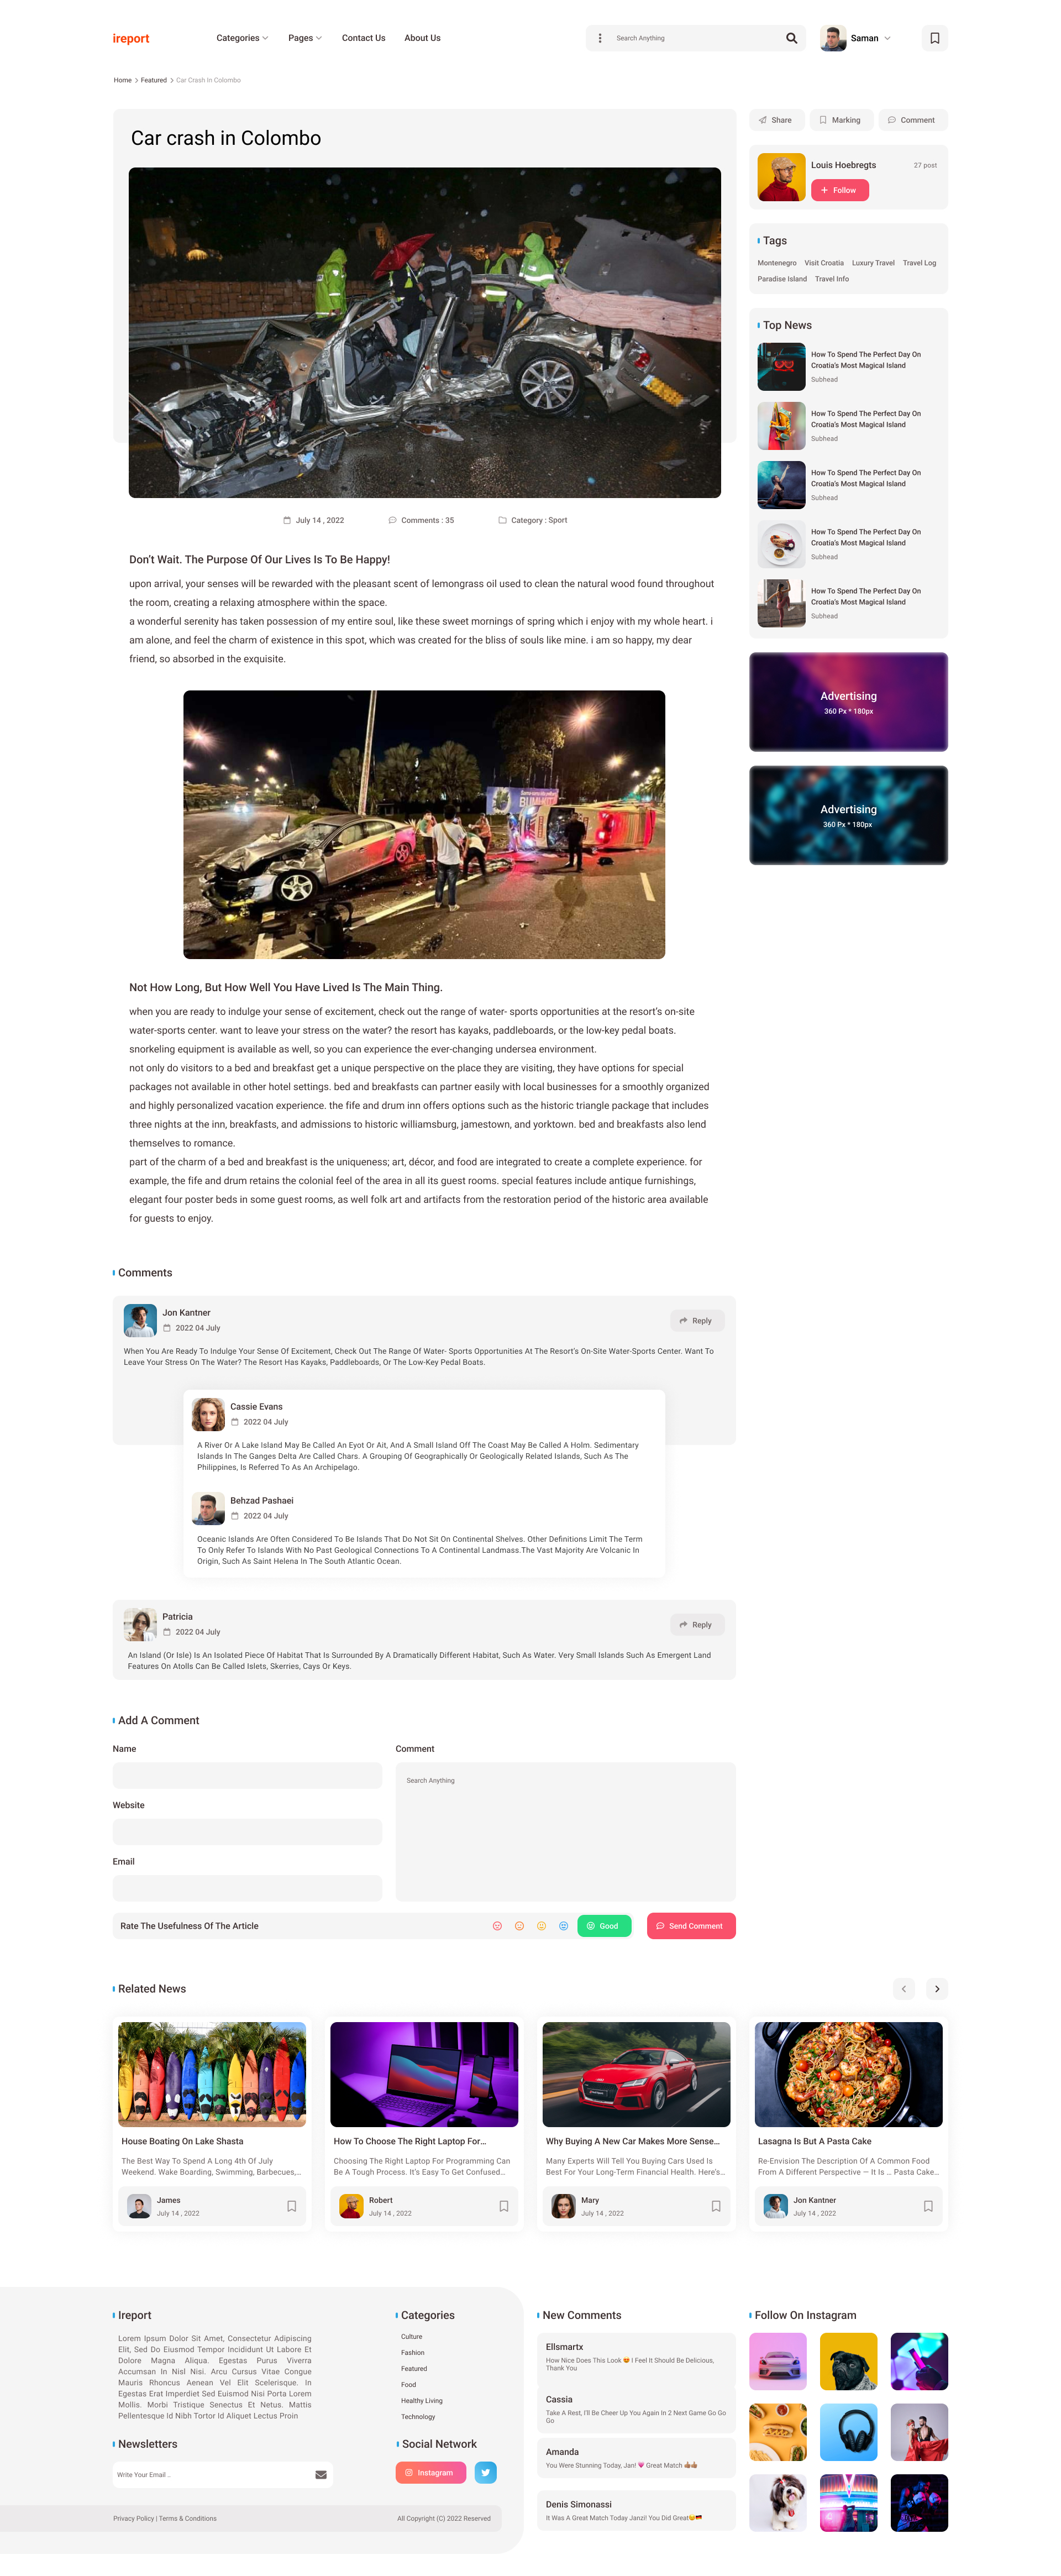 ireport
Categories
Pages
Contact Us
About Us
Search Anything
Saman
Home > Featured > Car Crash In Colombo
Car crash in Colombo
Share
Marking
Comment
Louis Hoebregts
27 post
Follow
Tags
Montenegro Visit Croatia Luxury Travel Travel Log
Paradise Island Travel Info
Top News
How To Spend The Perfect Day On
Croatia's Most Magical Island
Subhead
How To Spend The Perfect Day On
Croatia's Most Magical Island
Subhead
How To Spend The Perfect Day On
Croatia's Most Magical Island
Subhead
How To Spend The Perfect Day On
Croatia's Most Magical Island
Subhead
How To Spend The Perfect Day On
Croatia's Most Magical Island
Subhead
Advertising
360 Px * 180px
Advertising
360 Px * 180px
July 14 , 2022
Comments : 35
Category : Sport
Don't Wait. The Purpose Of Our Lives Is To Be Happy!
upon arrival, your senses will be rewarded with the pleasant scent of lemongrass oil used to clean the natural wood found throughout
the room, creating a relaxing atmosphere within the space.
a wonderful serenity has taken possession of my entire soul, like these sweet mornings of spring which i enjoy with my whole heart. i
am alone, and feel the charm of existence in this spot, which was created for the bliss of souls like mine. i am so happy, my dear
friend, so absorbed in the exquisite.
Not How Long, But How Well You Have Lived Is The Main Thing.
when you are ready to indulge your sense of excitement, check out the range of water- sports opportunities at the resort's on-site
water-sports center. want to leave your stress on the water? the resort has kayaks, paddleboards, or the low-key pedal boats.
snorkeling equipment is available as well, so you can experience the ever-changing undersea environment.
not only do visitors to a bed and breakfast get a unique perspective on the place they are visiting, they have options for special
packages not available in other hotel settings. bed and breakfasts can partner easily with local businesses for a smoothly organized
and highly personalized vacation experience. the fife and drum inn offers options such as the historic triangle package that includes
three nights at the inn, breakfasts, and admissions to historic williamsburg, jamestown, and yorktown. bed and breakfasts also lend
themselves to romance.
part of the charm of a bed and breakfast is the uniqueness; art, décor, and food are integrated to create a complete experience. for
example, the fife and drum retains the colonial feel of the area in all its guest rooms. special features include antique furnishings,
elegant four poster beds in some guest rooms, as well folk art and artifacts from the restoration period of the historic area available
for guests to enjoy.
Comments
Jon Kantner
2022 04 July
Reply
When You Are Ready To Indulge Your Sense Of Excitement, Check Out The Range Of Water- Sports Opportunities At The Resort's On-Site Water-Sports Center. Want To
Leave Your Stress On The Water? The Resort Has Kayaks, Paddleboards, Or The Low-Key Pedal Boats.
Cassie Evans
2022 04 July
A River Or A Lake Island May Be Called An Eyot Or Ait, And A Small Island Off The Coast May Be Called A Holm. Sedimentary
Islands In The Ganges Delta Are Called Chars. A Grouping Of Geographically Or Geologically Related Islands, Such As The
Philippines, Is Referred To As An Archipelago.
Behzad Pashaei
2022 04 July
Oceanic Islands Are Often Considered To Be Islands That Do Not Sit On Continental Shelves. Other Definitions Limit The Term
To Only Refer To Islands With No Past Geological Connections To A Continental Landmass.The Vast Majority Are Volcanic In
Origin, Such As Saint Helena In The South Atlantic Ocean.
Patricia
2022 04 July
Reply
An Island (Or Isle) Is An Isolated Piece Of Habitat That Is Surrounded By A Dramatically Different Habitat, Such As Water. Very Small Islands Such As Emergent Land
Features On Atolls Can Be Called Islets, Skerries, Cays Or Keys.
Add A Comment
Name
Website
Email
Comment
Search Anything
Rate The Usefulness Of The Article
Good
Send Comment
Related News
House Boating On Lake Shasta
The Best Way To Spend A Long 4th Of July
Weekend. Wake Boarding, Swimming, Barbecues,...
James
July 14 , 2022
How To Choose The Right Laptop For...
Choosing The Right Laptop For Programming Can
Be A Tough Process. It's Easy To Get Confused...
Robert
July 14 , 2022
Why Buying A New Car Makes More Sense...
Many Experts Will Tell You Buying Cars Used Is
Best For Your Long-Term Financial Health. Here's...
Mary
July 14 , 2022
Lasagna Is But A Pasta Cake
Re-Envision The Description Of A Common Food
From A Different Perspective — It Is ... Pasta Cake...
Jon Kantner
July 14 , 2022
Ireport
Lorem Ipsum Dolor Sit Amet, Consectetur Adipiscing
Elit, Sed Do Eiusmod Tempor Incididunt Ut Labore Et
Dolore Magna Aliqua. Egestas Purus Viverra
Accumsan In Nisl Nisi. Arcu Cursus Vitae Congue
Mauris Rhoncus Aenean Vel Elit Scelerisque. In
Egestas Erat Imperdiet Sed Euismod Nisi Porta Lorem
Mollis. Morbi Tristique Senectus Et Netus. Mattis
Pellentesque Id Nibh Tortor Id Aliquet Lectus Proin
Newsletters
Write Your Email ..
Privacy Policy | Terms & Conditions
Categories
Culture
Fashion
Featured
Food
Healthy Living
Technology
Social Network
Instagram
All Copyright (C) 2022 Reserved
New Comments
Ellsmartx
How Nice Does This Look 😍 I Feel It Should Be Delicious,
Thank You
Cassia
Take A Rest, I'll Be Cheer Up You Again In 2 Next Game Go Go
Go
Amanda
You Were Stunning Today, Jan! 💗 Great Match 👍🏽👍🏽
Denis Simonassi
It Was A Great Match Today Janzi! You Did Great😉🇩🇪
Follow On Instagram